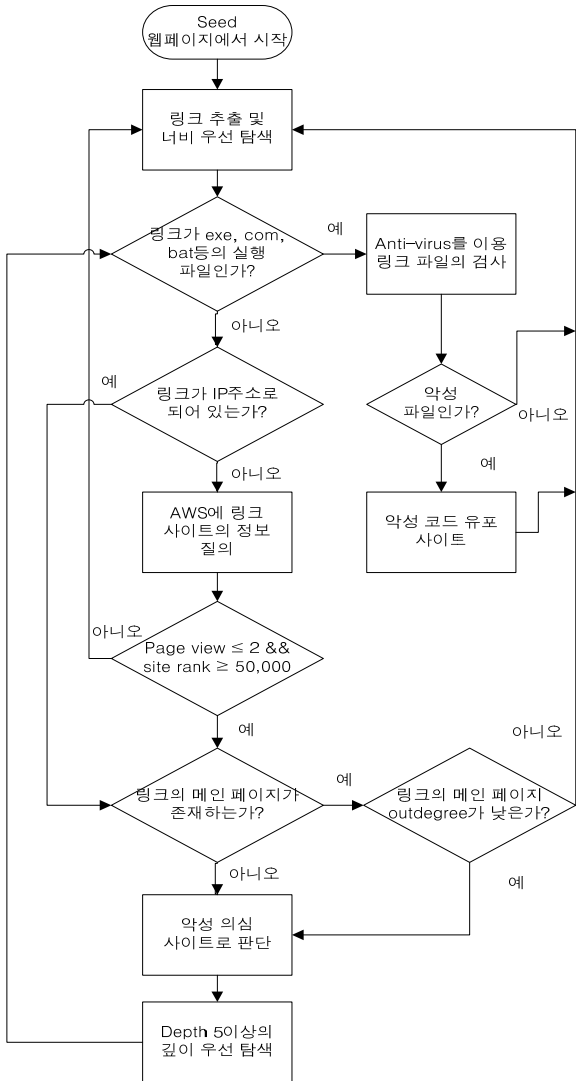 Seed
웹페이지에서 시작
링크 추출 및
너비 우선 탐색
링크가 exe, com,
bat등의 실행
파일인가?
예
Anti-virus를 이용
링크 파일의 검사
아니오
예
링크가 IP주소로
되어 있는가?
악성
파일인가?
아니오
아니오
예
AWS에 링크
사이트의 정보
질의
악성 코드 유포
사이트
아니오
Page view ≤ 2 &&
site rank ≥ 50,000
예
아니오
링크의 메인 페이지가
존재하는가?
예
링크의 메인 페이지
outdegree가 낮은가?
아니오
예
악성 의심
사이트로 판단
Depth 5이상의
깊이 우선 탐색